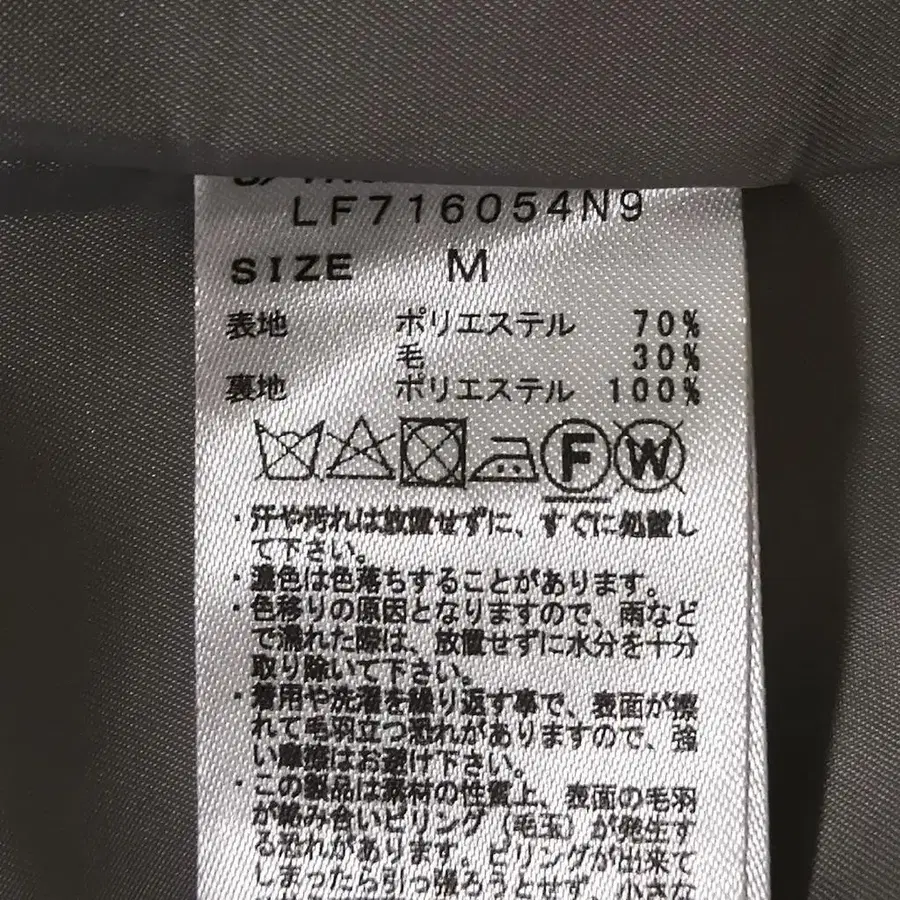 LF716054N9
SIZE M
表地 ポリエステル 70%
毛 30%
裏地 ポリエステル 100%
F W
・汗や汚れは放置せずに、すぐに処置し
て下さい。
・濃色は色落ちすることがあります。
・色移りの原因となりますので、雨など
で濡れた際は、放置せずに水分を十分
取り除いて下さい。
・着用や洗濯を繰り返す事で、表面が擦
れて毛羽立つ恐れがありますので、強
い摩擦はお避け下さい。
・この製品は素材の性質上、表面の毛羽
が絡み合いピリング(毛玉)が発生す
る恐れがあります。ピリングが出来て
しまったら引っ張ろうとせず、小さな